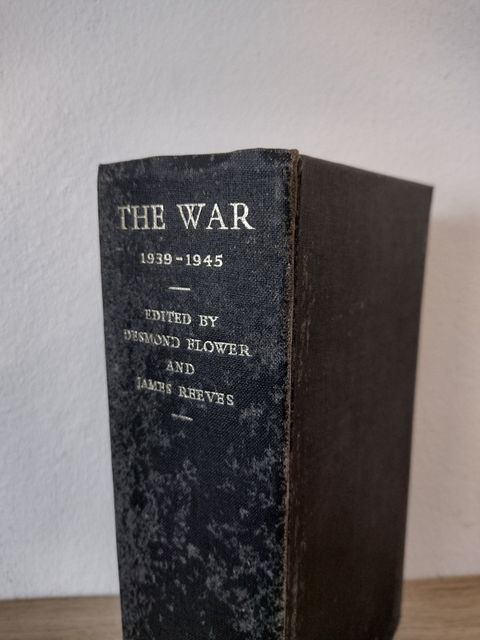 THE WAR
1939-1945
EDITED BY
DESMOND FLOWER
AND
JAMES REEVES